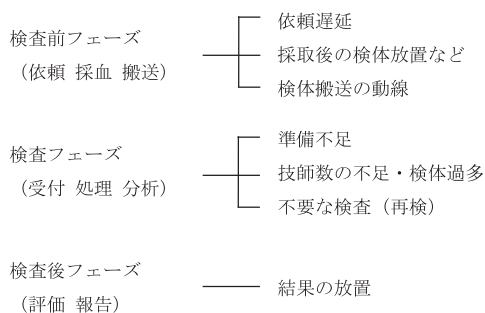 検査前フェーズ
（依頼 採血 搬送）
依頼遅延
採取後の検体放置など
検体搬送の動線
検査フェーズ
（受付 処理 分析）
準備不足
技師数の不足・検体過多
不要な検査（再検）
検査後フェーズ
（評価 報告）
結果の放置